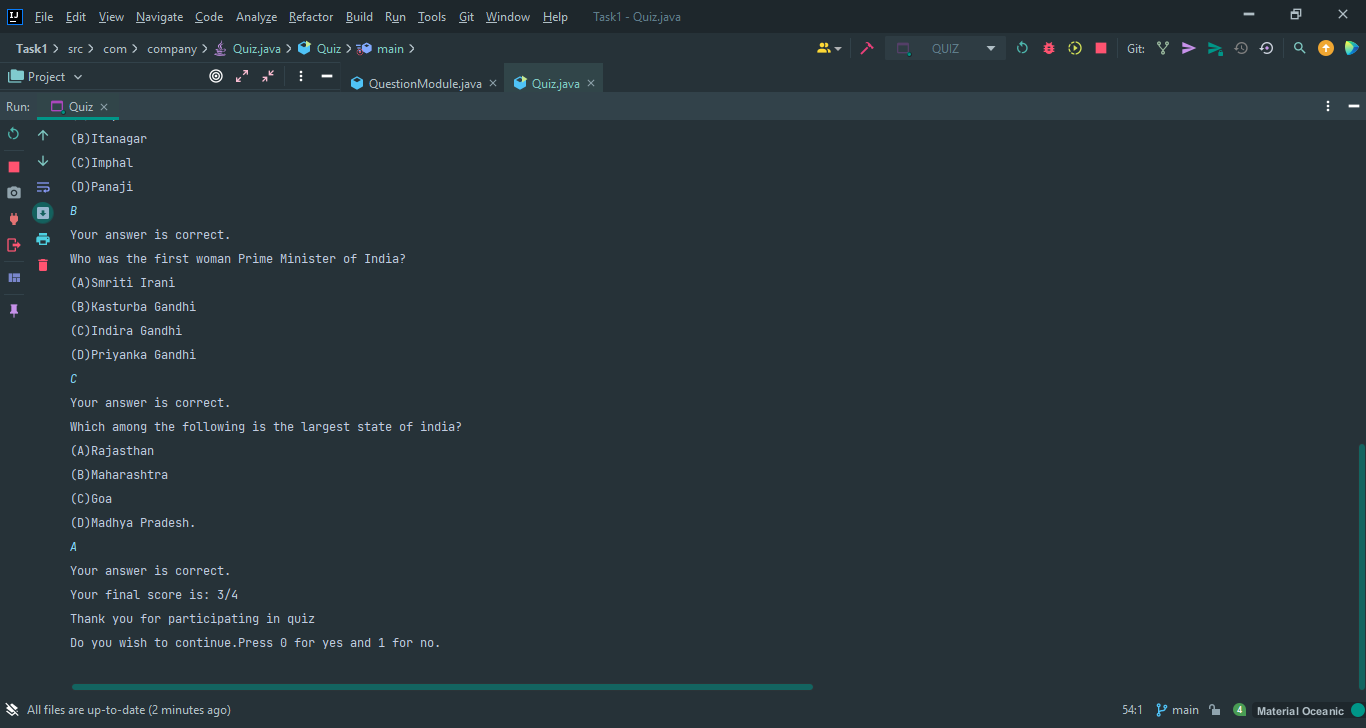 IJ File Edit View Navigate Code Analyze Refactor Build Run Tools Git Window Help Task1 - Quiz.java
Task1 src com company Quiz.java Quiz main QUIZ Git:
Project QuestionModule.java Quiz.java
Run: Quiz
(B)Itanagar
(C)Imphal
(D)Panaji
B
Your answer is correct.
Who was the first woman Prime Minister of India?
(A)Smriti Irani
(B)Kasturba Gandhi
(C)Indira Gandhi
(D)Priyanka Gandhi
C
Your answer is correct.
Which among the following is the largest state of india?
(A)Rajasthan
(B)Maharashtra
(C)Goa
(D)Madhya Pradesh.
A
Your answer is correct.
Your final score is: 3/4
Thank you for participating in quiz
Do you wish to continue.Press 0 for yes and 1 for no.
All files are up-to-date (2 minutes ago) 54:1 main 4 Material Oceanic